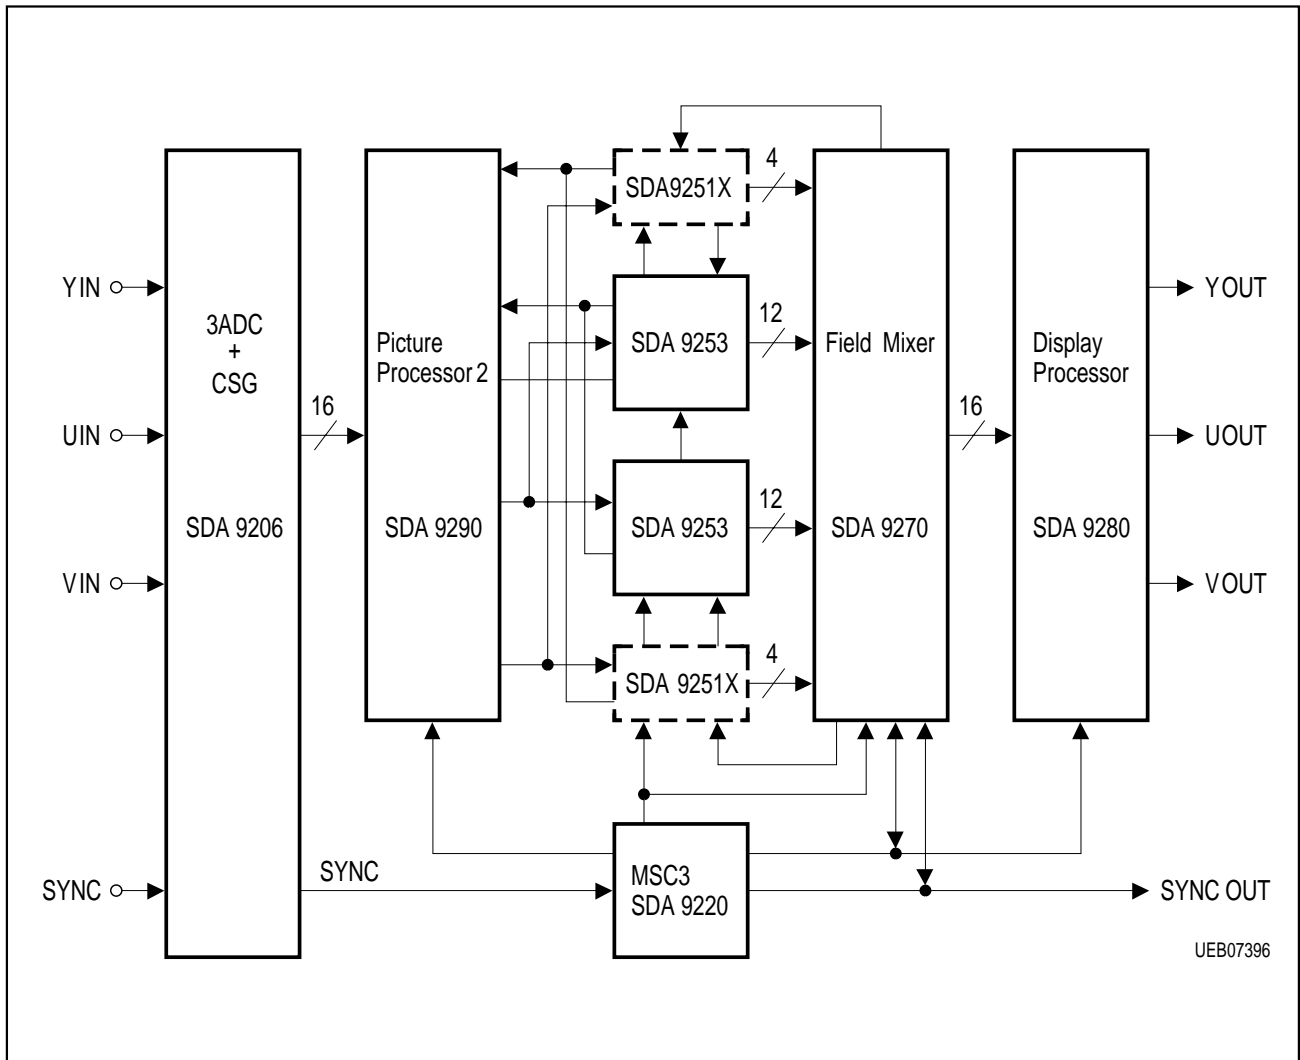 4
SDA9251X
YIN
3ADC
+
CSG
Picture
Processor 2
SDA 9253
12
Field Mixer
Display
Processor
YOUT
UIN
16
16
UOUT
SDA 9206
SDA 9290
SDA 9253
12
SDA 9270
SDA 9280
VIN
VOUT
SDA 9251X
4
SYNC
SYNC
MSC3
SDA 9220
SYNC OUT
UEB07396